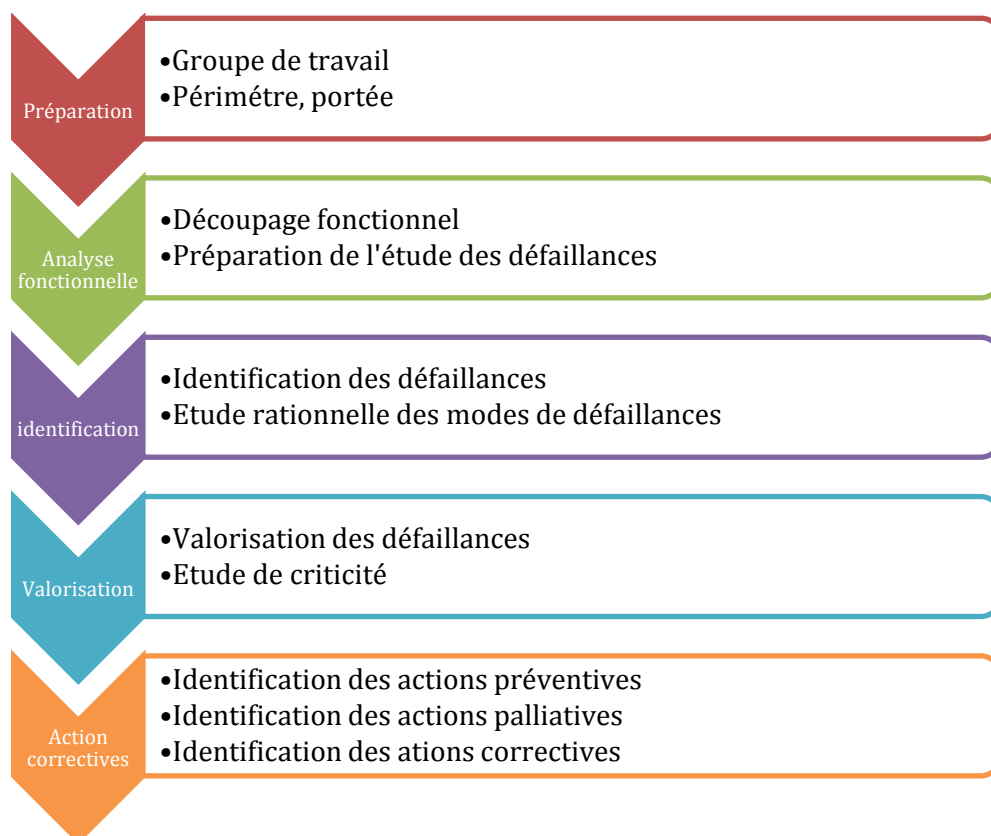 Préparation
•Groupe de travail
•Périmétre, portée
Analyse
fonctionnelle
•Découpage fonctionnel
•Préparation de l'étude des défaillances
identification
•Identification des défaillances
•Etude rationnelle des modes de défaillances
Valorisation
•Valorisation des défaillances
•Etude de criticité
Action
correctives
•Identification des actions préventives
•Identification des actions palliatives
•Identification des ations correctives